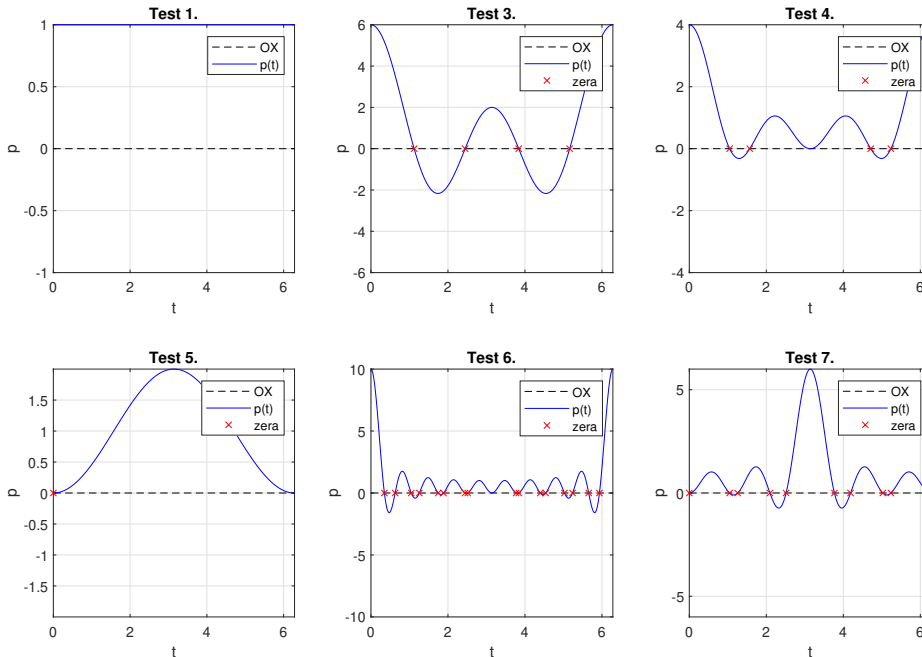 Test 1.
1
0.5
0
-0.5
-1
p
0 2 4 6
t
OX
p(t)
Test 3.
6
4
2
0
-2
-4
-6
p
0 2 4 6
t
OX
p(t)
zera
Test 4.
4
2
0
-2
-4
p
0 2 4 6
t
OX
p(t)
zera
Test 5.
1.5
1
0.5
0
-0.5
-1
-1.5
p
0 2 4 6
t
OX
p(t)
zera
Test 6.
10
5
0
-5
-10
p
0 2 4 6
t
OX
p(t)
zera
Test 7.
5
0
-5
p
0 2 4 6
t
OX
p(t)
zera